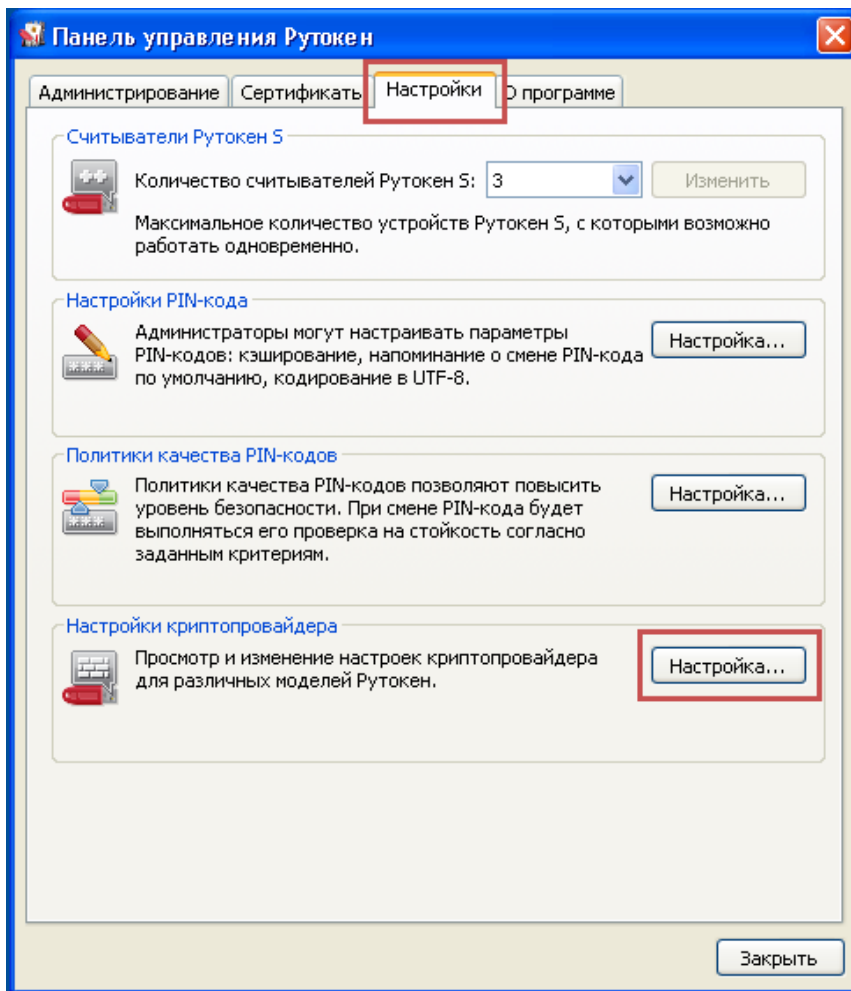 Панель управления Рутокен
Администрирование Сертификаты Настройки О программе
Считыватели Рутокен S
Количество считывателей Рутокен S: 3 Изменить
Максимальное количество устройств Рутокен S, с которыми возможно
работать одновременно.
Настройки PIN-кода
Администраторы могут настраивать параметры
PIN-кодов: кэширование, напоминание о смене PIN-кода
по умолчанию, кодирование в UTF-8.
Настройка...
Политики качества PIN-кодов
Политики качества PIN-кодов позволяют повысить
уровень безопасности. При смене PIN-кода будет
выполняться его проверка на стойкость согласно
заданным критериям.
Настройка...
Настройки криптопровайдера
Просмотр и изменение настроек криптопровайдера
для различных моделей Рутокен.
Настройка...
Закрыть